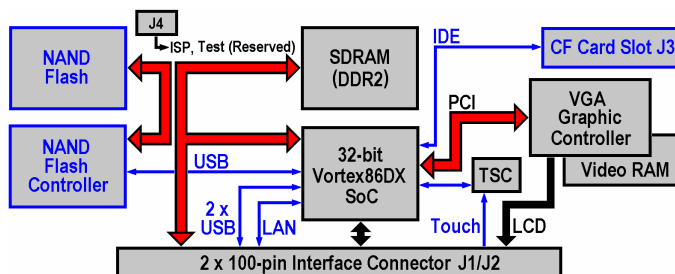 J4
ISP, Test (Reserved)
NAND
Flash
SDRAM
(DDR2)
IDE
CF Card Slot J3
PCI
VGA
Graphic
Controller
Video RAM
NAND
Flash
Controller
USB
32-bit
Vortex86DX
SoC
TSC
2 x
USB
LAN
Touch
LCD
2 x 100-pin Interface Connector J1/J2